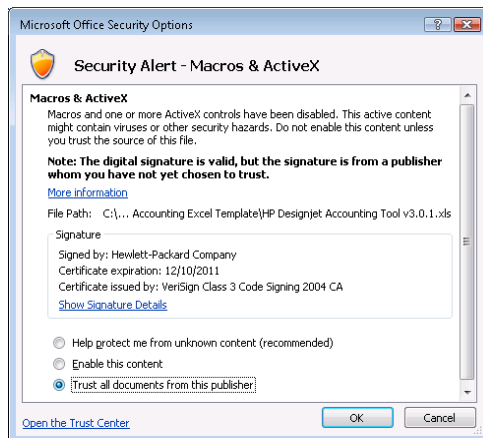 Microsoft Office Security Options
Security Alert - Macros & ActiveX
Macros & ActiveX
Macros and one or more ActiveX controls have been disabled. This active content
might contain viruses or other security hazards. Do not enable this content unless
you trust the source of this file.
Note: The digital signature is valid, but the signature is from a publisher
whom you have not yet chosen to trust.
More information
File Path: C:\... Accounting Excel Template\HP Designjet Accounting Tool v3.0.1.xls
Signature
Signed by: Hewlett-Packard Company
Certificate expiration: 12/10/2011
Certificate issued by: VeriSign Class 3 Code Signing 2004 CA
Show Signature Details
Help protect me from unknown content (recommended)
Enable this content
Trust all documents from this publisher
Open the Trust Center
OK
Cancel